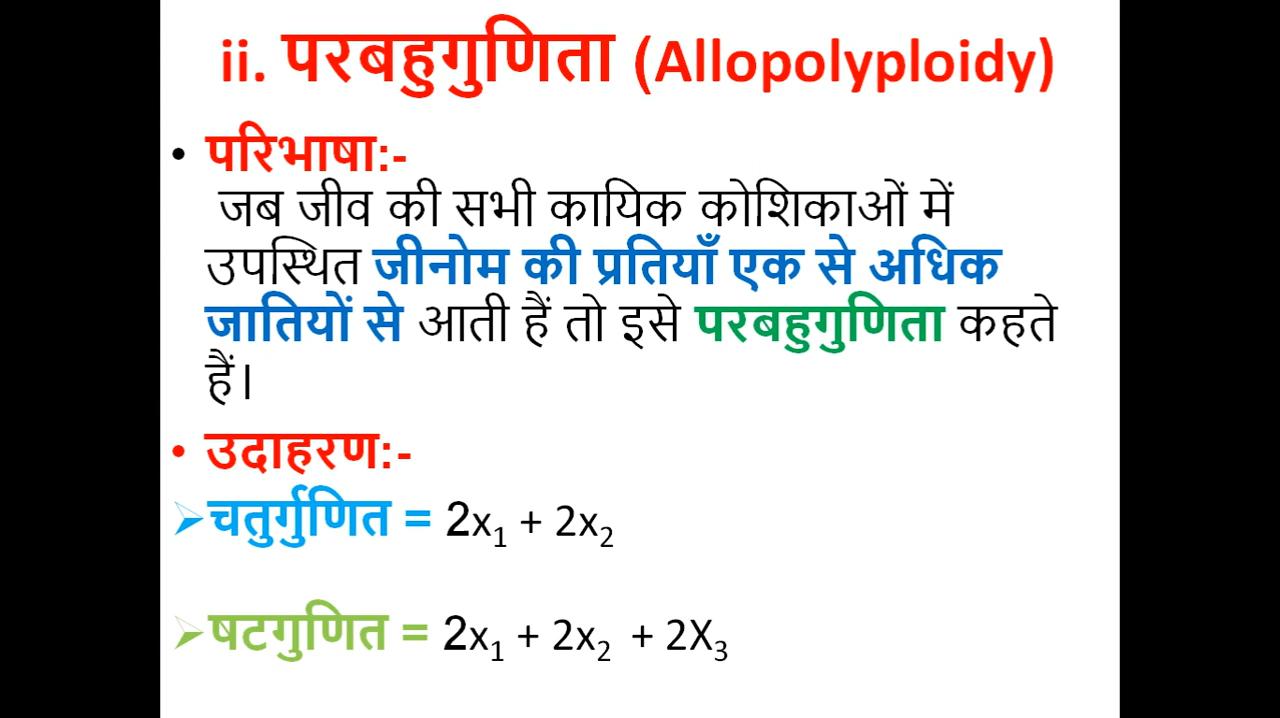 ii. परबहुगुणिता (Allopolyploidy)
• परिभाषा:-
जब जीव की सभी कायिक कोशिकाओं में
उपस्थित जीनोम की प्रतियाँ एक से अधिक
जातियों से आती हैं तो इसे परबहुगुणिता कहते
हैं।
• उदाहरण:-
➢चतुर्गुणित = 2x₁ + 2x₂
➢षटगुणित = 2x₁ + 2x₂ + 2X₃